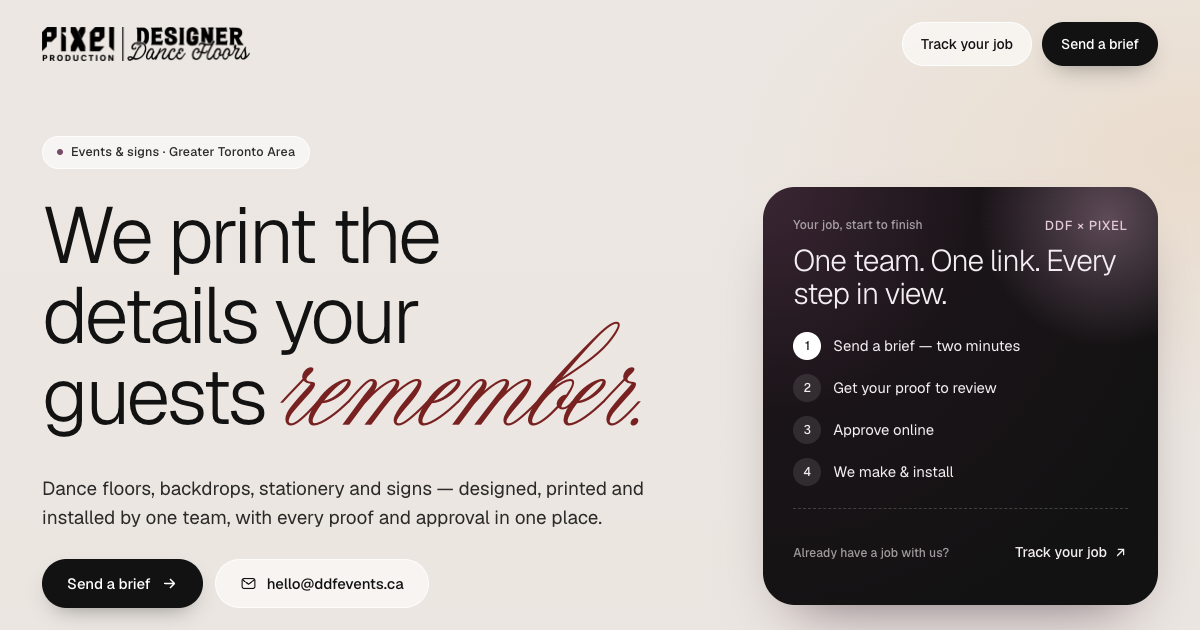 PIXEl PRODUCTION | DESIGNER Dance Floors
Track your job
Send a brief
Events & signs · Greater Toronto Area
We print the
details your
guests remember.
Dance floors, backdrops, stationery and signs — designed, printed and
installed by one team, with every proof and approval in one place.
Send a brief →
hello@ddfevents.ca
Your job, start to finish
DDF × PIXEL
One team. One link. Every
step in view.
1 Send a brief — two minutes
2 Get your proof to review
3 Approve online
4 We make & install
Already have a job with us?
Track your job ↗